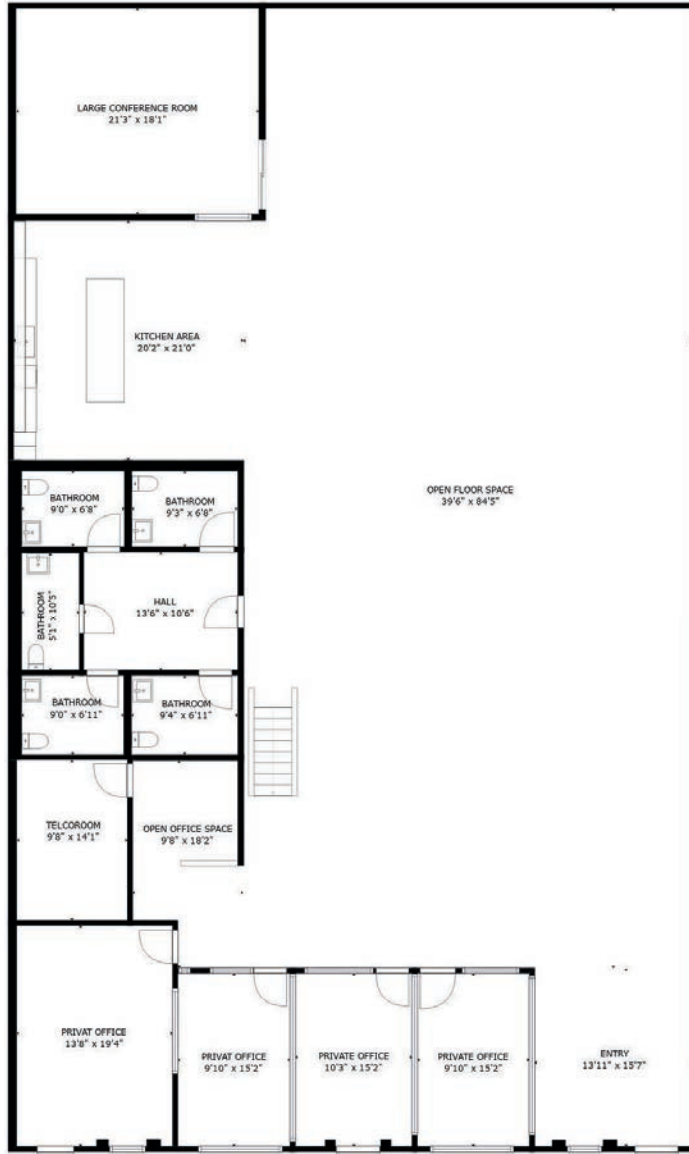 LARGE CONFERENCE ROOM
21'3" x 18'1"
KITCHEN AREA
20'2" x 21'0"
OPEN FLOOR SPACE
39'6" x 84'5"
BATHROOM
9'0" x 6'8"
BATHROOM
9'3" x 6'8"
BATHROOM
5'1" x 10'5"
HALL
13'6" x 10'6"
BATHROOM
9'0" x 6'11"
BATHROOM
9'4" x 6'11"
TELCOROOM
9'8" x 14'1"
OPEN OFFICE SPACE
9'8" x 18'2"
PRIVAT OFFICE
13'8" x 19'4"
PRIVAT OFFICE
9'10" x 15'2"
PRIVATE OFFICE
10'3" x 15'2"
PRIVATE OFFICE
9'10" x 15'2"
ENTRY
13'11" x 15'7"